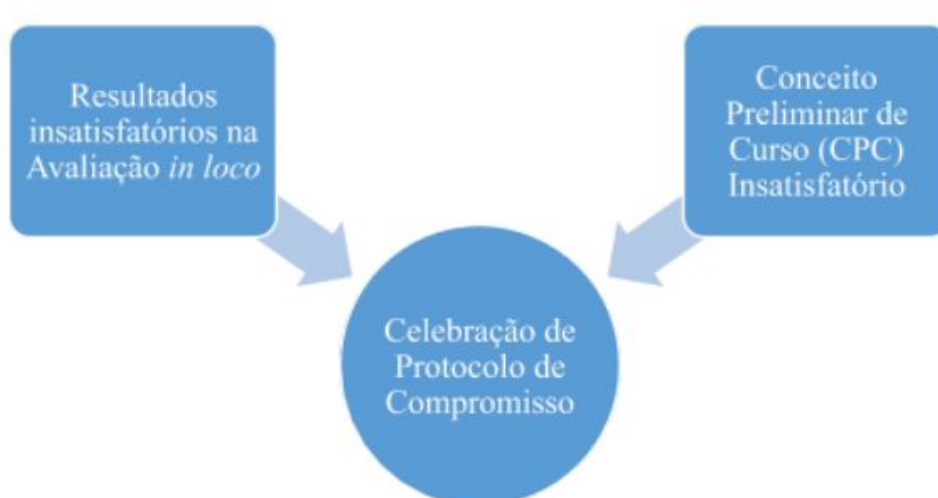 Resultados
insatisfatórios na
Avaliação in loco
Conceito
Preliminar de
Curso (CPC)
Insatisfatório
Celebração de
Protocolo de
Compromisso